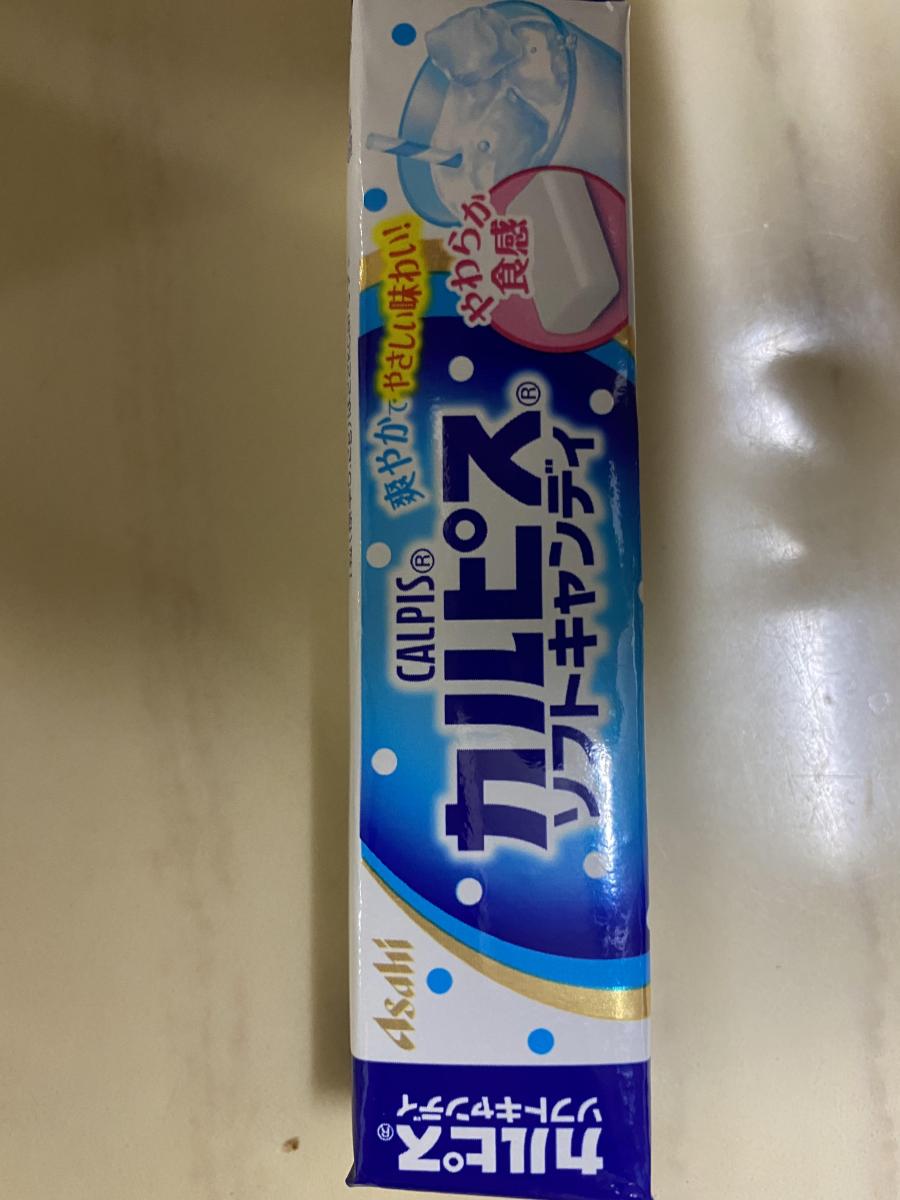 Asahi
爽やかでやさしい味わい!
CALPIS®
カルピス®
ソフトキャンディ
やわらか
食感
カルピス®
ソフトキャンディ